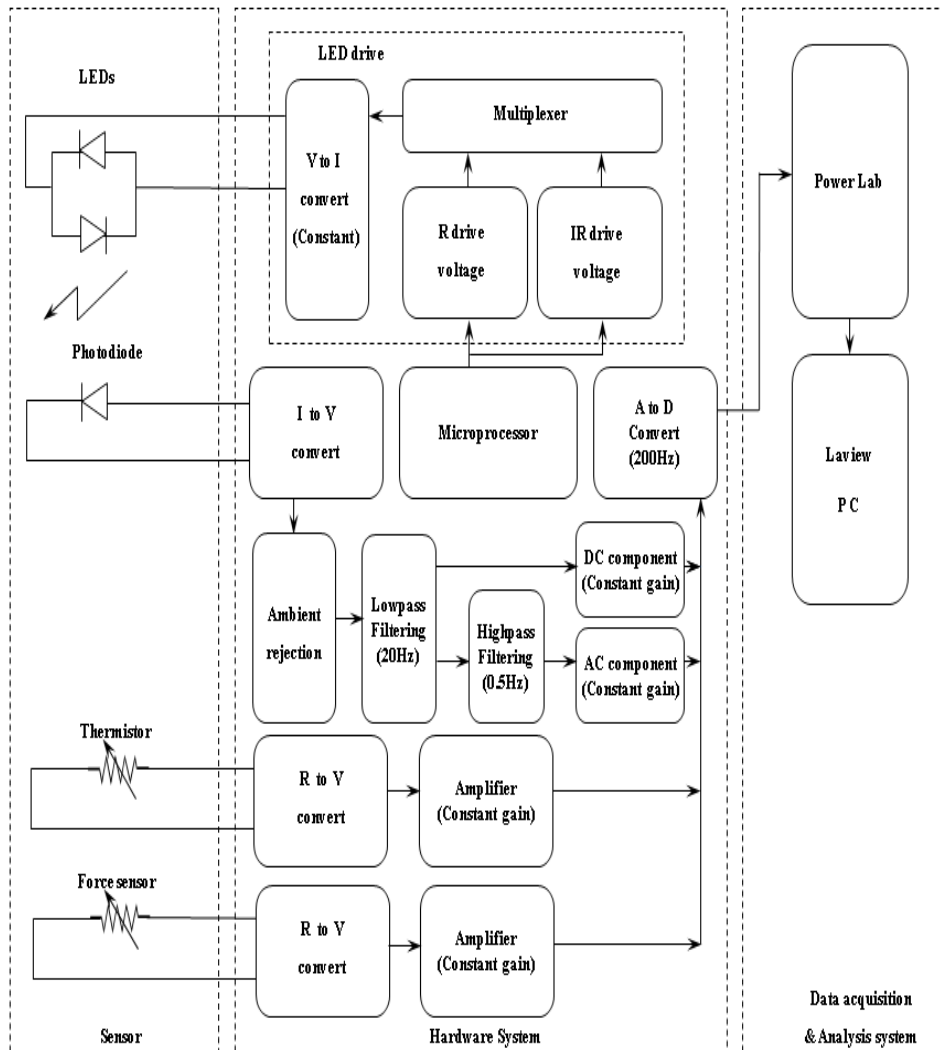 LED drive
LEDs
V to I
convert
(Constant)
Multiplexer
R drive
voltage
IR drive
voltage
Power Lab
Photodiode
I to V
convert
Microprocessor
A to D
Convert
(200Hz)
Laview
PC
Ambient
rejection
Lowpass
Filtering
(20Hz)
Highpass
Filtering
(0.5Hz)
DC component
(Constant gain)
AC component
(Constant gain)
Thermistor
R to V
convert
Amplifier
(Constant gain)
Force sensor
R to V
convert
Amplifier
(Constant gain)
Sensor
Hardware System
Data acquisition
& Analysis system